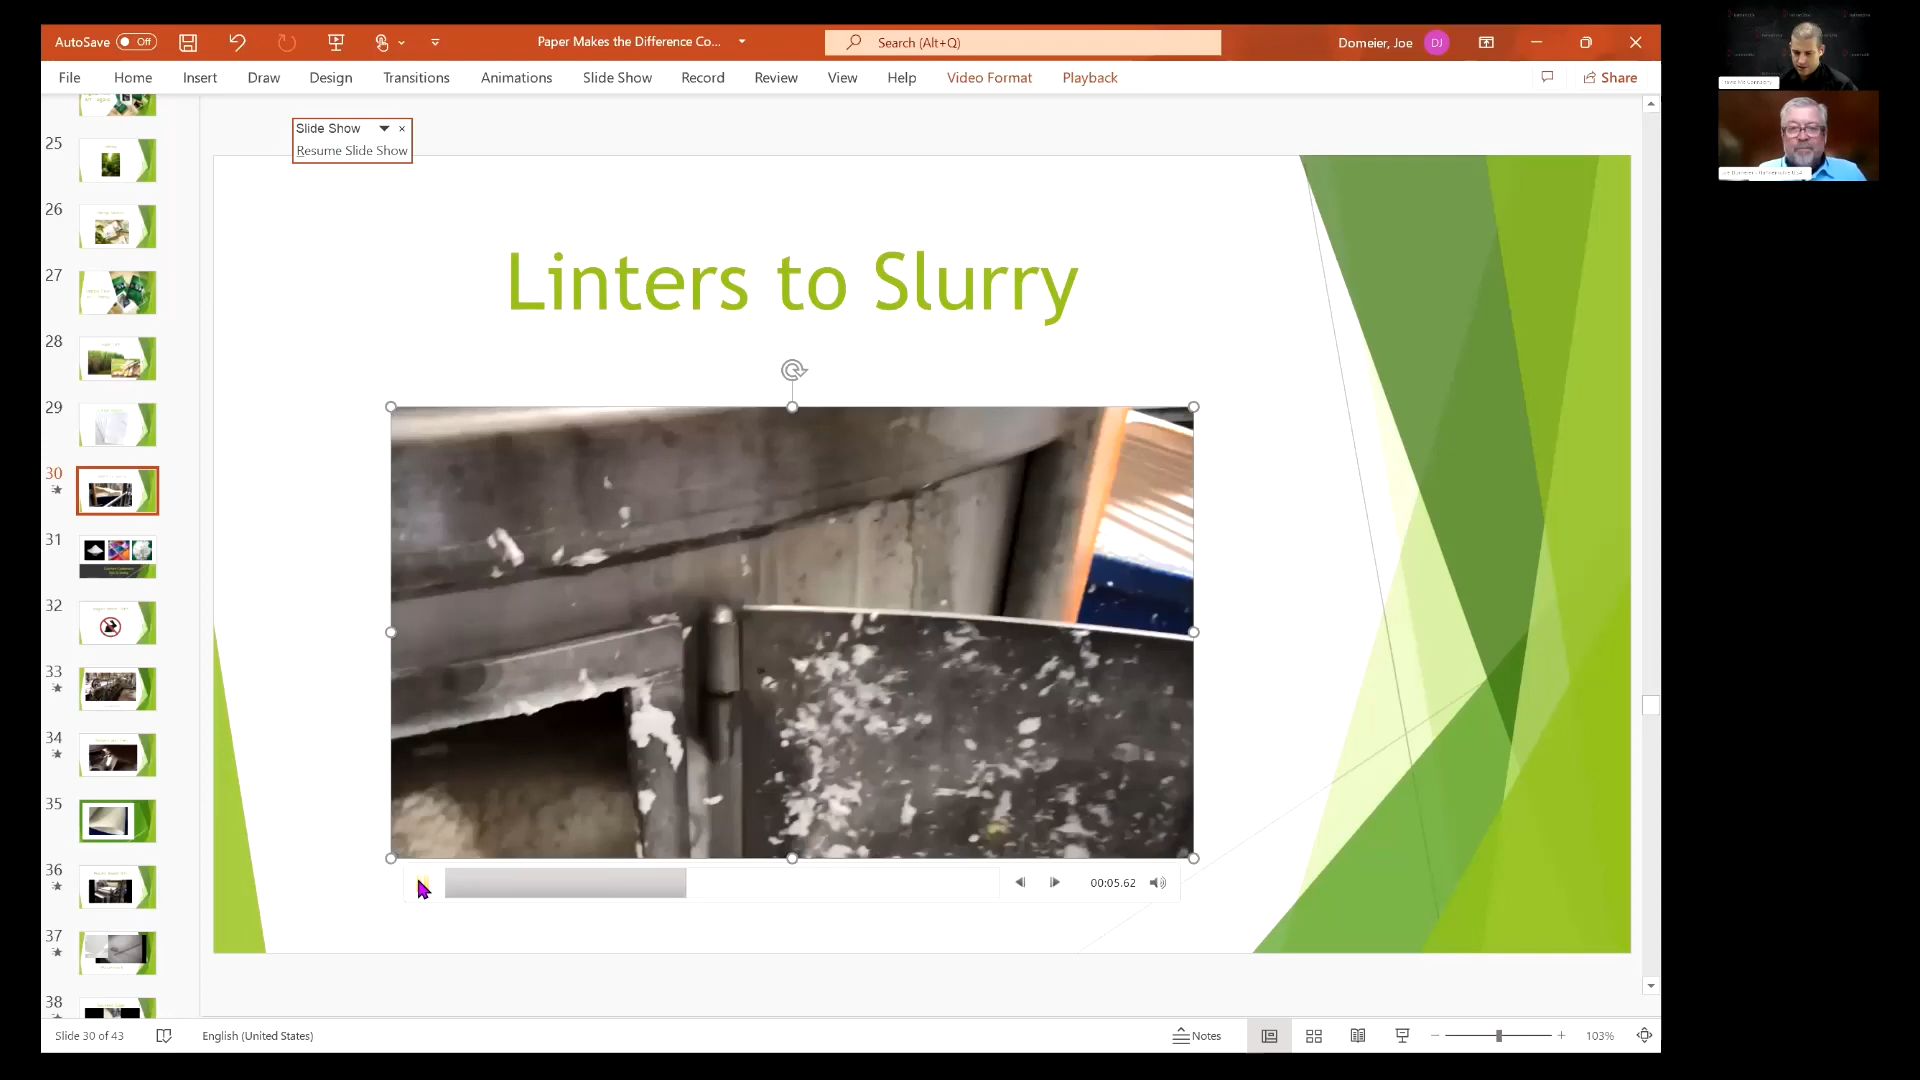 AutoSave Off
Paper Makes the Difference Co...
Search (Alt+Q)
Domeier, Joe DJ
File Home Insert Draw Design Transitions Animations Slide Show Record Review View Help Video Format Playback Share
Slide Show
Resume Slide Show
25
26
27
28
29
30
31
32
33
34
35
36
37
38
Linters to Slurry
00:05.62
Slide 30 of 43
English (United States)
Notes
103%